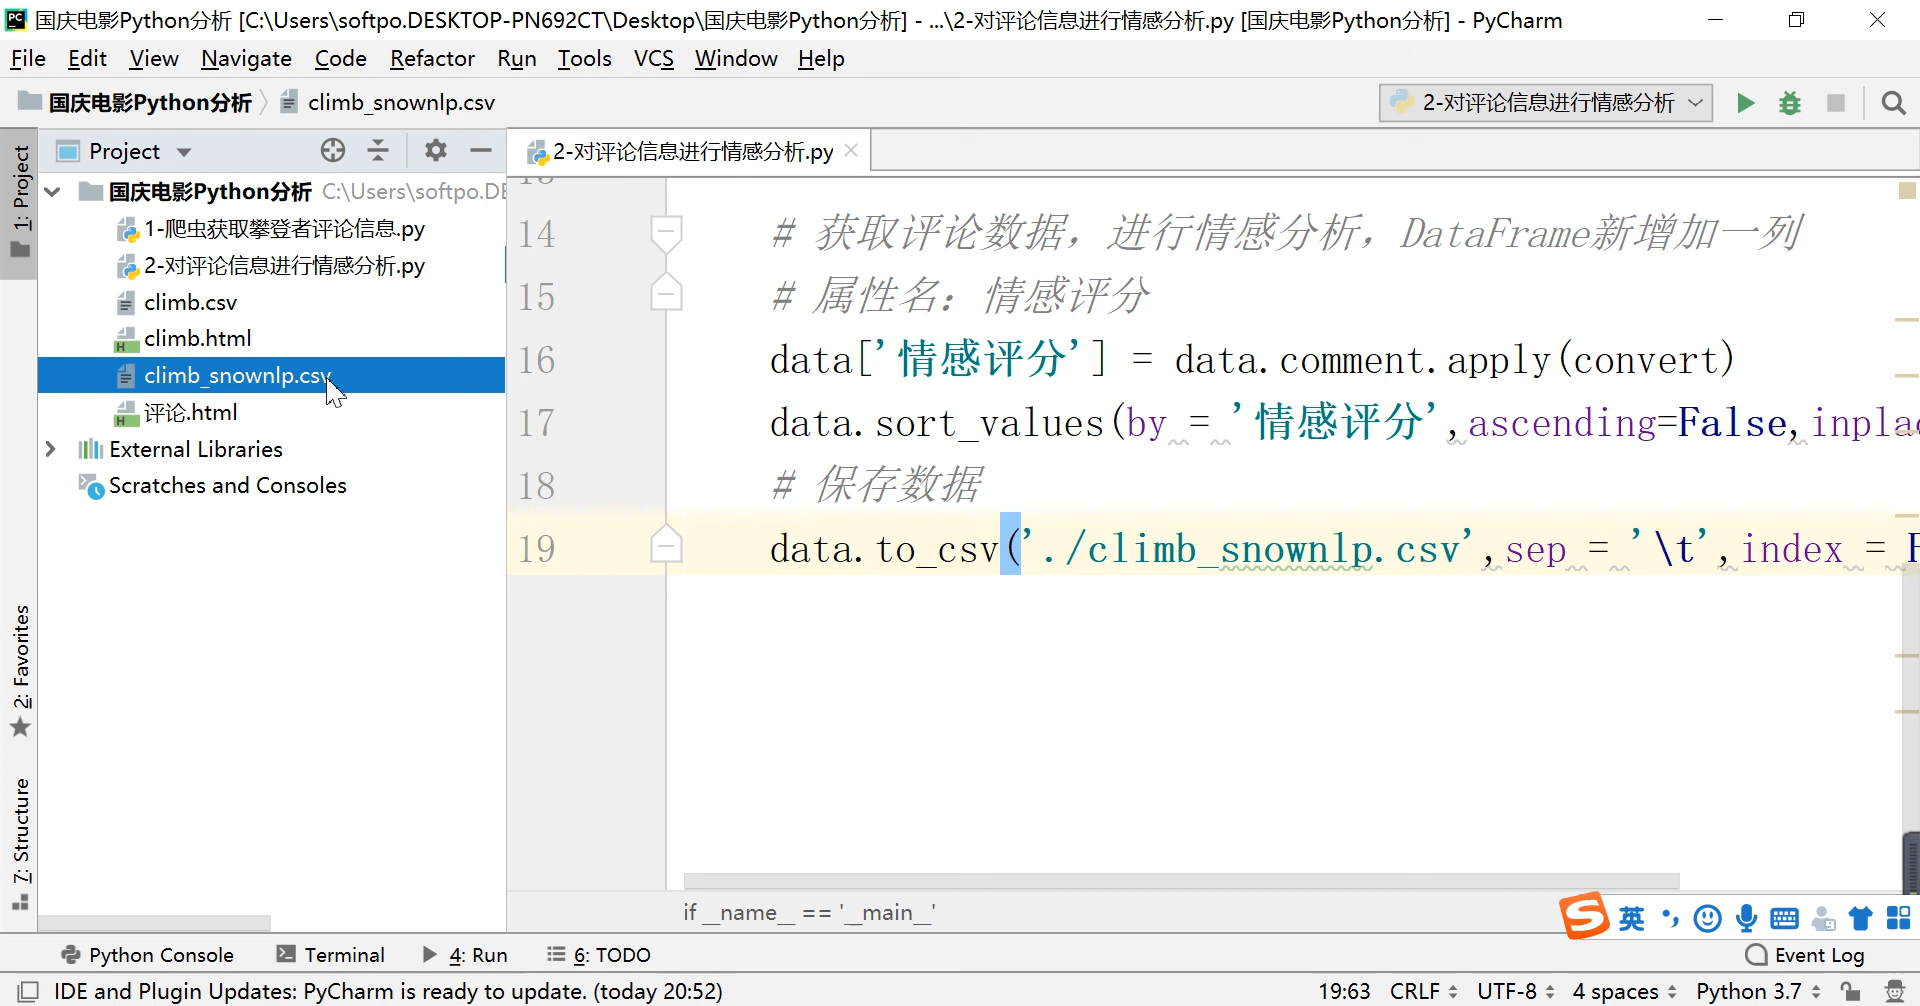 国庆电影Python分析 [C:\Users\softpo.DESKTOP-PN692CT\Desktop\国庆电影Python分析] - ...\2-对评论信息进行情感分析.py [国庆电影Python分析] - PyCharm
File Edit View Navigate Code Refactor Run Tools VCS Window Help
国庆电影Python分析 climb_snownlp.csv
2-对评论信息进行情感分析
1: Project
Project
2-对评论信息进行情感分析.py
国庆电影Python分析 C:\Users\softpo.DE
1-爬虫获取攀登者评论信息.py
2-对评论信息进行情感分析.py
climb.csv
climb.html
climb_snownlp.csv
评论.html
External Libraries
Scratches and Consoles
14 # 获取评论数据，进行情感分析，DataFrame新增加一列
15 # 属性名：情感评分
16 data['情感评分'] = data.comment.apply(convert)
17 data.sort_values(by = '情感评分',ascending=False,inplac
18 # 保存数据
19 data.to_csv('./climb_snownlp.csv',sep = '\t',index = F
2: Favorites
7: Structure
if __name__ == '__main__'
英
Python Console Terminal 4: Run 6: TODO Event Log
IDE and Plugin Updates: PyCharm is ready to update. (today 20:52) 19:63 CRLF UTF-8 4 spaces Python 3.7